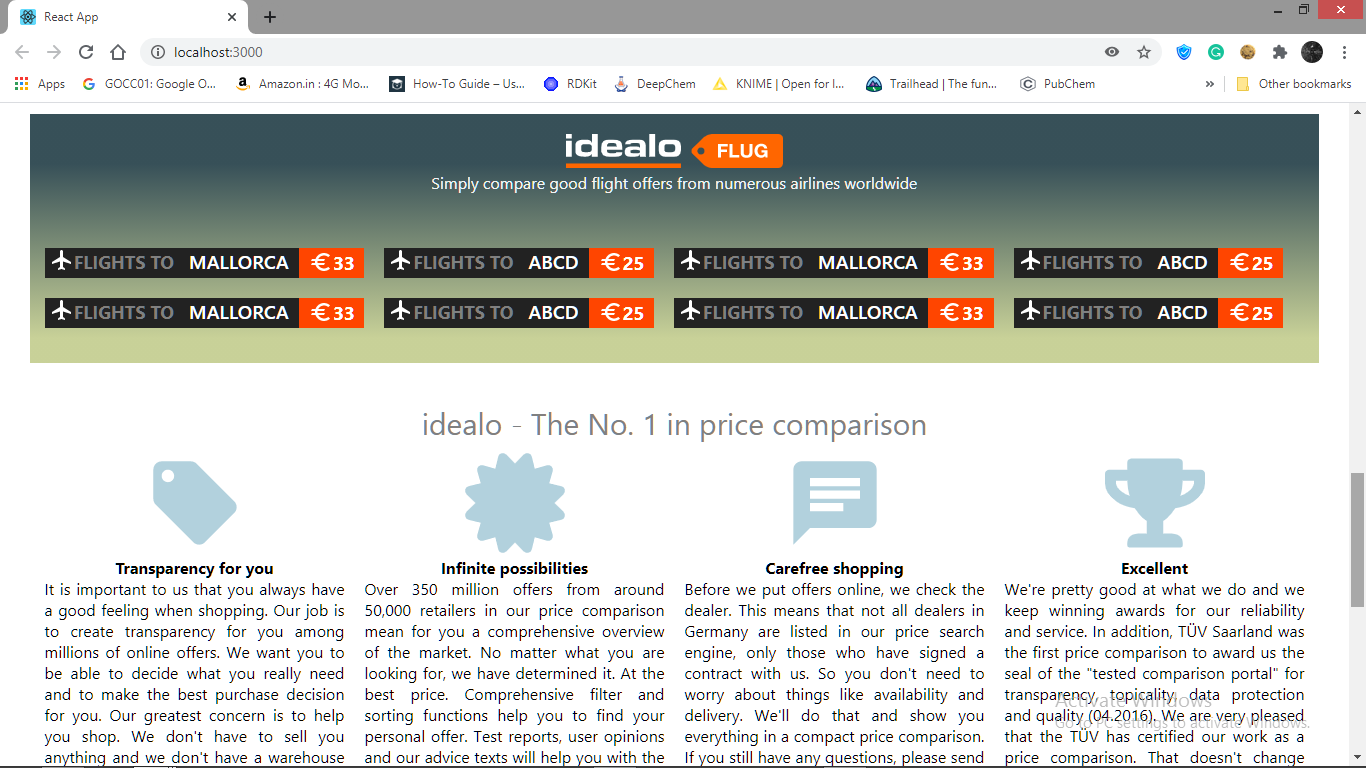 React App
localhost:3000
Apps
GOCC01: Google O...
Amazon.in : 4G Mo...
How-To Guide – Us...
RDKit
DeepChem
KNIME | Open for I...
Trailhead | The fun...
PubChem
»
Other bookmarks
idealo FLUG
Simply compare good flight offers from numerous airlines worldwide
FLIGHTS TO MALLORCA €33
FLIGHTS TO ABCD €25
FLIGHTS TO MALLORCA €33
FLIGHTS TO ABCD €25
FLIGHTS TO MALLORCA €33
FLIGHTS TO ABCD €25
FLIGHTS TO MALLORCA €33
FLIGHTS TO ABCD €25
idealo - The No. 1 in price comparison
Transparency for you
It is important to us that you always have
a good feeling when shopping. Our job is
to create transparency for you among
millions of online offers. We want you to
be able to decide what you really need
and to make the best purchase decision
for you. Our greatest concern is to help
you shop. We don't have to sell you
anything and we don't have a warehouse
Infinite possibilities
Over 350 million offers from around
50,000 retailers in our price comparison
mean for you a comprehensive overview
of the market. No matter what you are
looking for, we have determined it. At the
best price. Comprehensive filter and
sorting functions help you to find your
personal offer. Test reports, user opinions
and our advice texts will help you with the
Carefree shopping
Before we put offers online, we check the
dealer. This means that not all dealers in
Germany are listed in our price search
engine, only those who have signed a
contract with us. So you don't need to
worry about things like availability and
delivery. We'll do that and show you
everything in a compact price comparison.
If you still have any questions, please send
Excellent
We're pretty good at what we do and we
keep winning awards for our reliability
and service. In addition, TÜV Saarland was
the first price comparison to award us the
seal of the "tested comparison portal" for
transparency, topicality, data protection
and quality (04.2016). We are very pleased
that the TÜV has certified our work as a
price comparison. That doesn't change
Activate Windows
Go to PC settings to activate Windows.